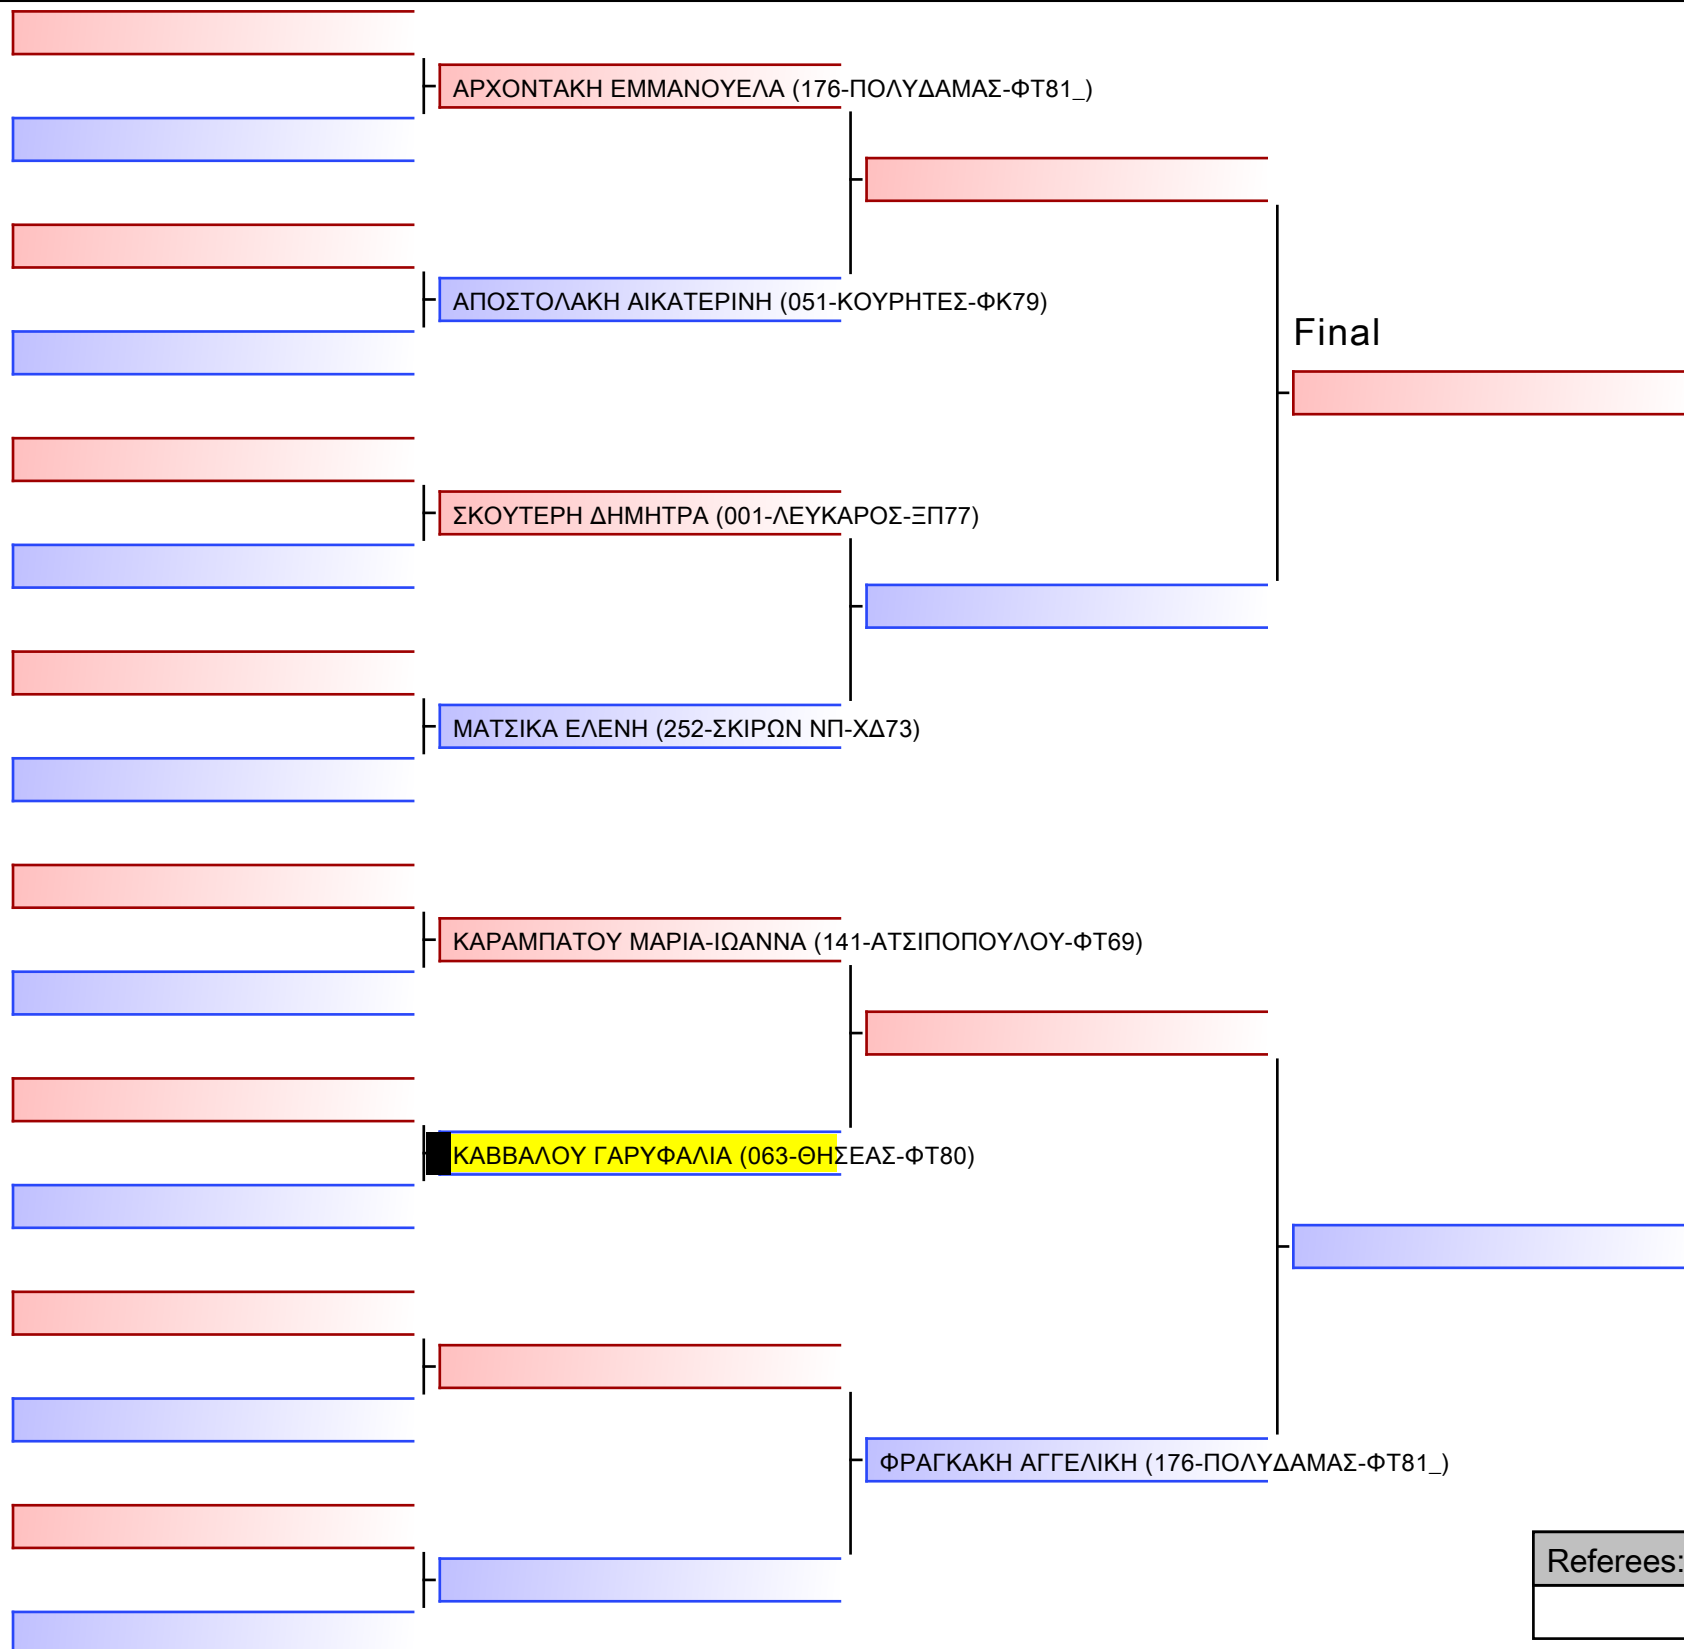 ΑΡΧΟΝΤΑΚΗ ΕΜΜΑΝΟΥΕΛΑ (176-ΠΟΛΥΔΑΜΑΣ-ΦΤ81_)
ΑΠΟΣΤΟΛΑΚΗ ΑΙΚΑΤΕΡΙΝΗ (051-ΚΟΥΡΗΤΕΣ-ΦΚ79)
Final
ΣΚΟΥΤΕΡΗ ΔΗΜΗΤΡΑ (001-ΛΕΥΚΑΡΟΣ-ΞΠ77)
ΜΑΤΣΙΚΑ ΕΛΕΝΗ (252-ΣΚΙΡΩΝ ΝΠ-ΧΔ73)
ΚΑΡΑΜΠΑΤΟΥ ΜΑΡΙΑ-ΙΩΑΝΝΑ (141-ΑΤΣΙΠΟΠΟΥΛΟΥ-ΦΤ69)
ΚΑΒΒΑΛΟΥ ΓΑΡΥΦΑΛΙΑ (063-ΘΗΣΕΑΣ-ΦΤ80)
ΦΡΑΓΚΑΚΗ ΑΓΓΕΛΙΚΗ (176-ΠΟΛΥΔΑΜΑΣ-ΦΤ81_)
Referees: